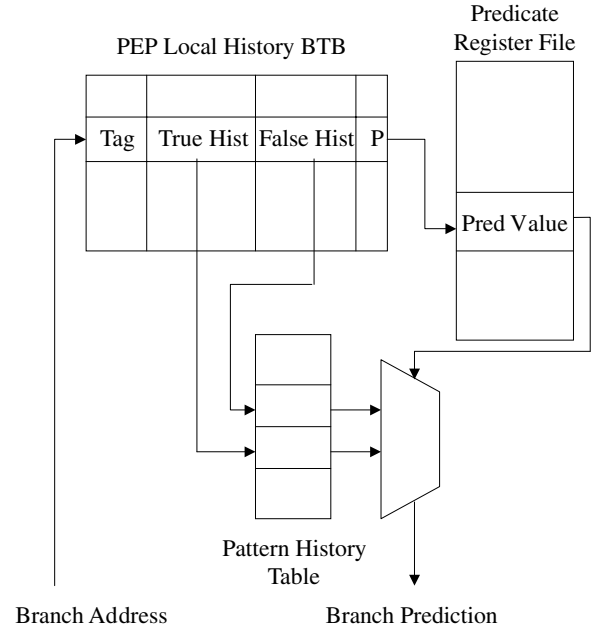 Predicate
Register File
PEP Local History BTB
Tag True Hist False Hist P
Pred Value
Pattern History
Table
Branch Address
Branch Prediction